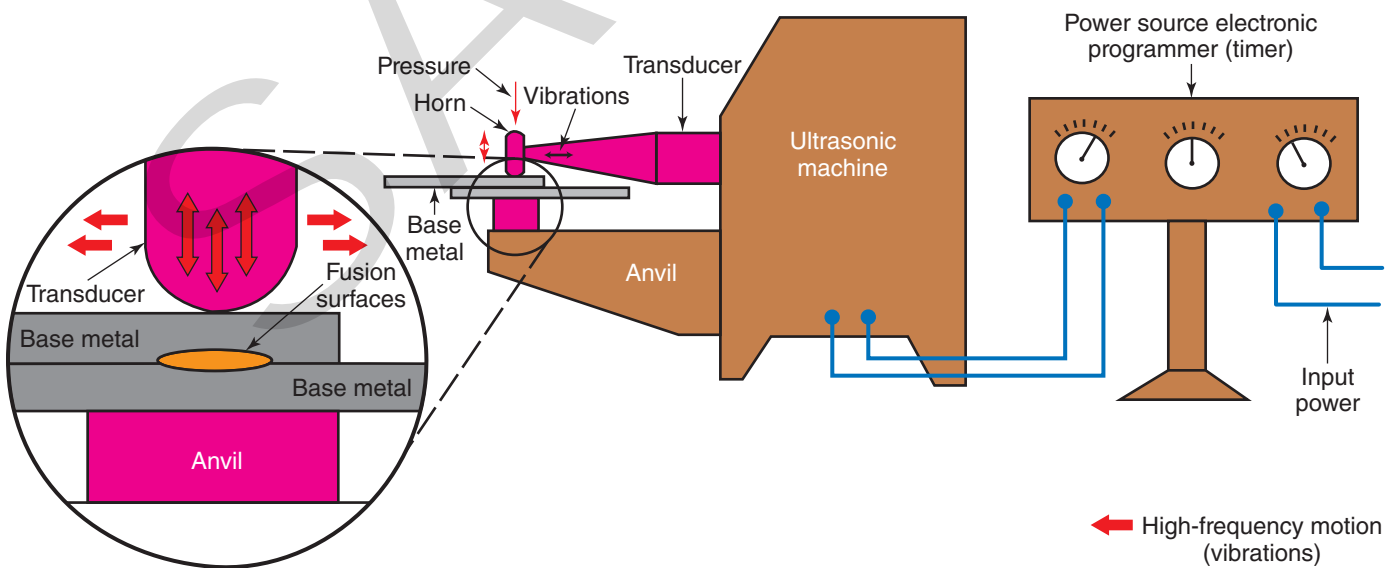 Power source electronic
programmer (timer)
Pressure
Transducer
Horn
Vibrations
Ultrasonic
machine
Base
metal
Anvil
Fusion
surfaces
Transducer
Base metal
Base metal
Anvil
Input
power
High-frequency motion
(vibrations)
SA